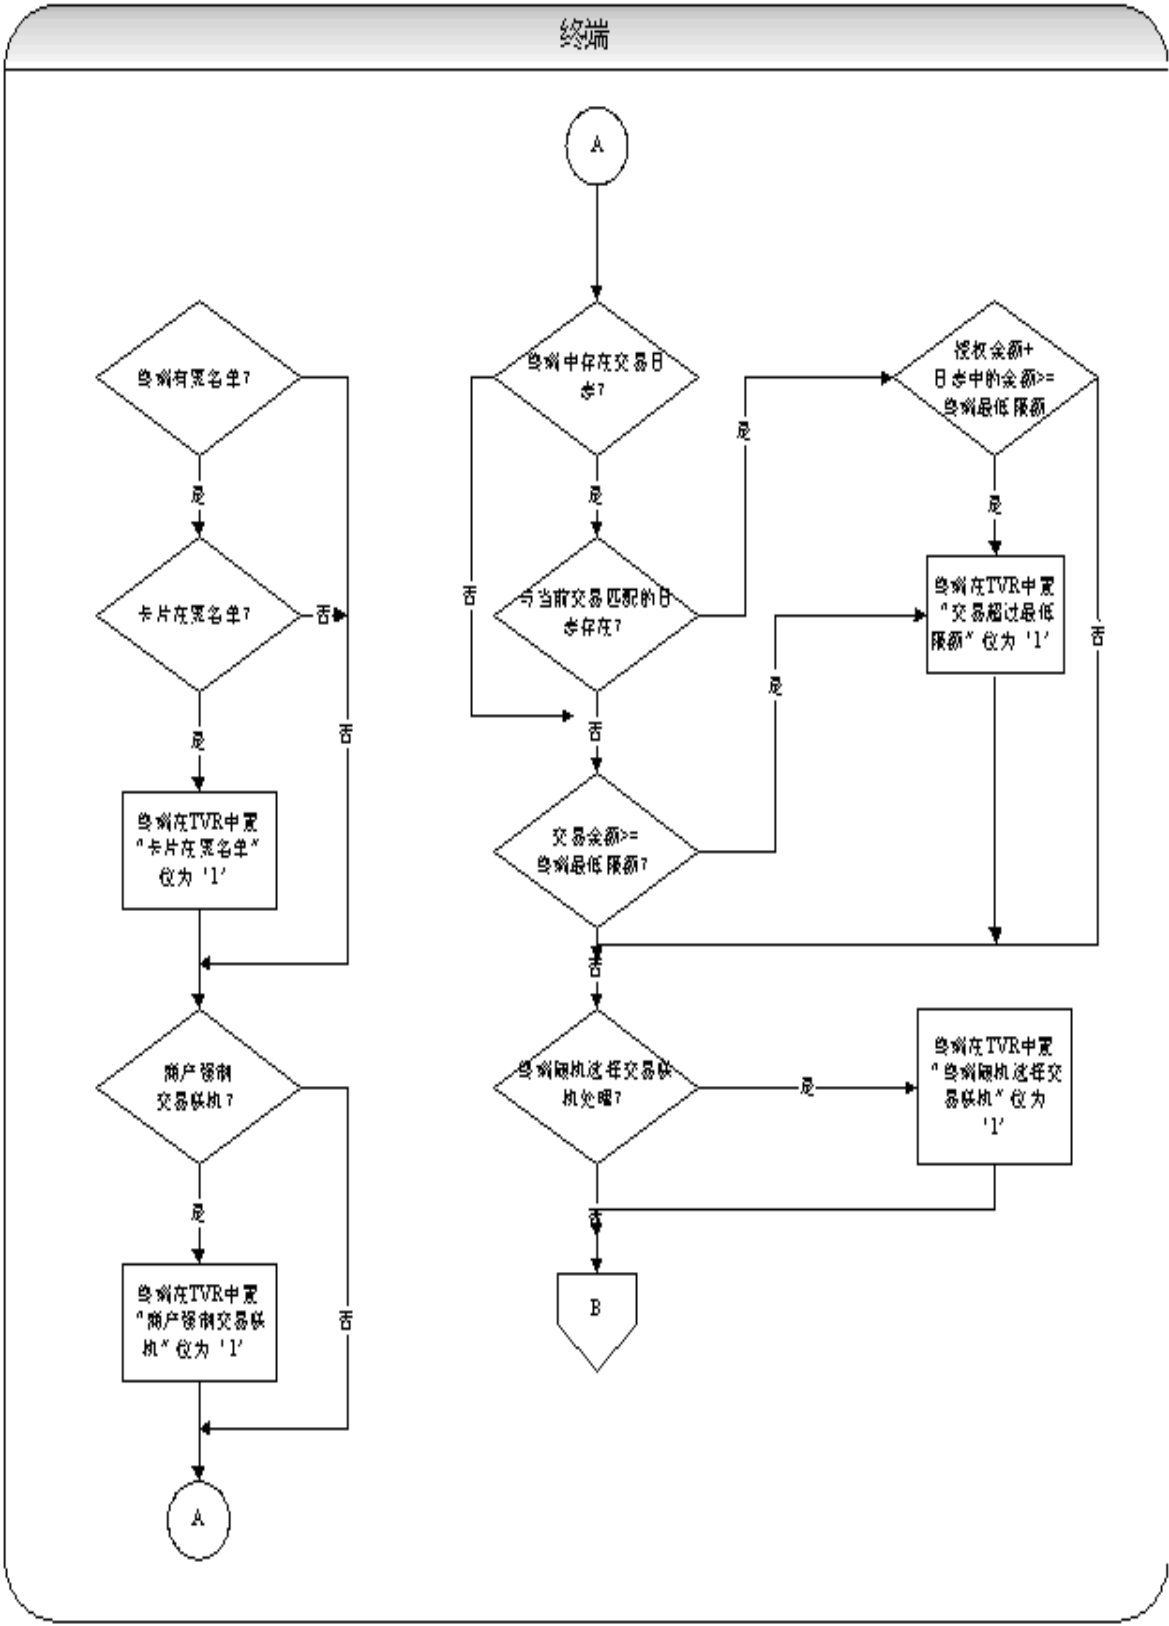 终端
终端有黑名单?
是
卡片在黑名单?
否
是
否
终端在TVR中置
“卡片在黑名单”
位为‘1’
商户强制
交易联机?
是
否
终端在TVR中置
“商户强制交易联
机”位为‘1’
A
A
终端中存在交易日
志?
是
否
与当前交易匹配的日
志存在?
是
否
交易金额>=
终端最低限额?
是
否
授权金额+
日志中的金额>=
终端最低限额
是
否
终端在TVR中置
“交易超过最低
限额”位为‘1’
终端随机选择交易联
机处理?
是
否
终端在TVR中置
“终端随机选择交
易联机”位为
‘1’
B